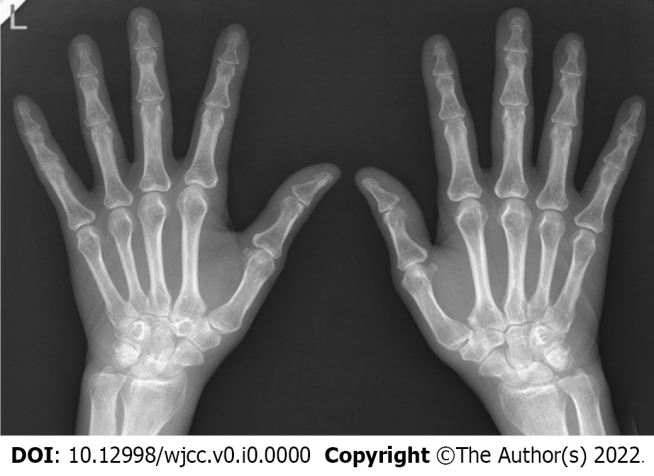 L
DOI: 10.12998/wjcc.v0.i0.0000 Copyright ©The Author(s) 2022.